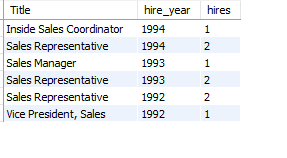 Title hire_year hires
Inside Sales Coordinator 1994 1
Sales Representative 1994 2
Sales Manager 1993 1
Sales Representative 1993 2
Sales Representative 1992 2
Vice President, Sales 1992 1